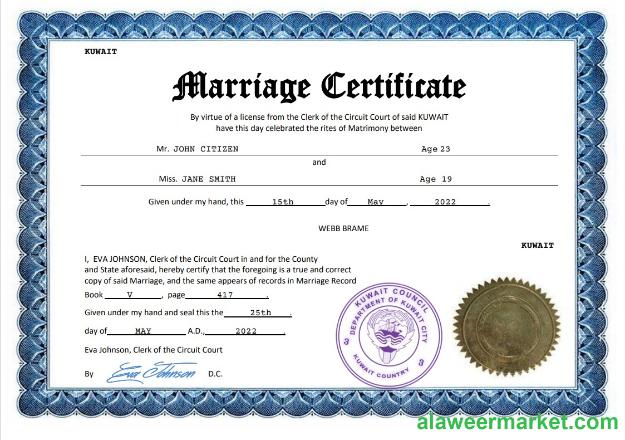 KUWAIT
Marriage Certificate
By virtue of a license from the Clerk of the Circuit Court of said KUWAIT
have this day celebrated the rites of Matrimony between
Mr. JOHN CITIZEN Age 23
and
Miss. JANE SMITH Age 19
Given under my hand, this 15th day of May, 2022.
WEBB BRAME
KUWAIT
I, EVA JOHNSON, Clerk of the Circuit Court in and for the County
and State aforesaid, hereby certify that the foregoing is a true and correct
copy of said Marriage, and the same appears of records in Marriage Record
Book V, page 417.
Given under my hand and seal this the 25th.
day of MAY A.D., 2022.
Eva Johnson, Clerk of the Circuit Court
By Eva Johnson D.C.
KUWAIT COUNCIL
DEPARTMENT OF KUWAIT CITY
KUWAIT COUNTRY
alaweermarket.com